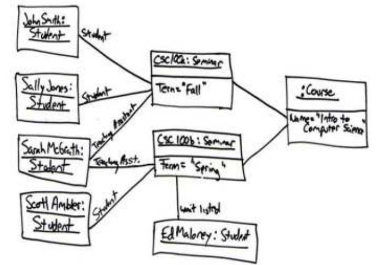 John Smith:
Student
Student
Sally Jones:
Student
Student
Sarah McGrath:
Student
Teaching Assistant
Teaching Asst.
Scott Ambler:
Student
Student
CSC100a: Seminar
Term="Fall"
CSC100b: Seminar
Term= "Spring"
wait listed
Ed Maloney: Student
:Course
Name="Intro to
Computer Science"